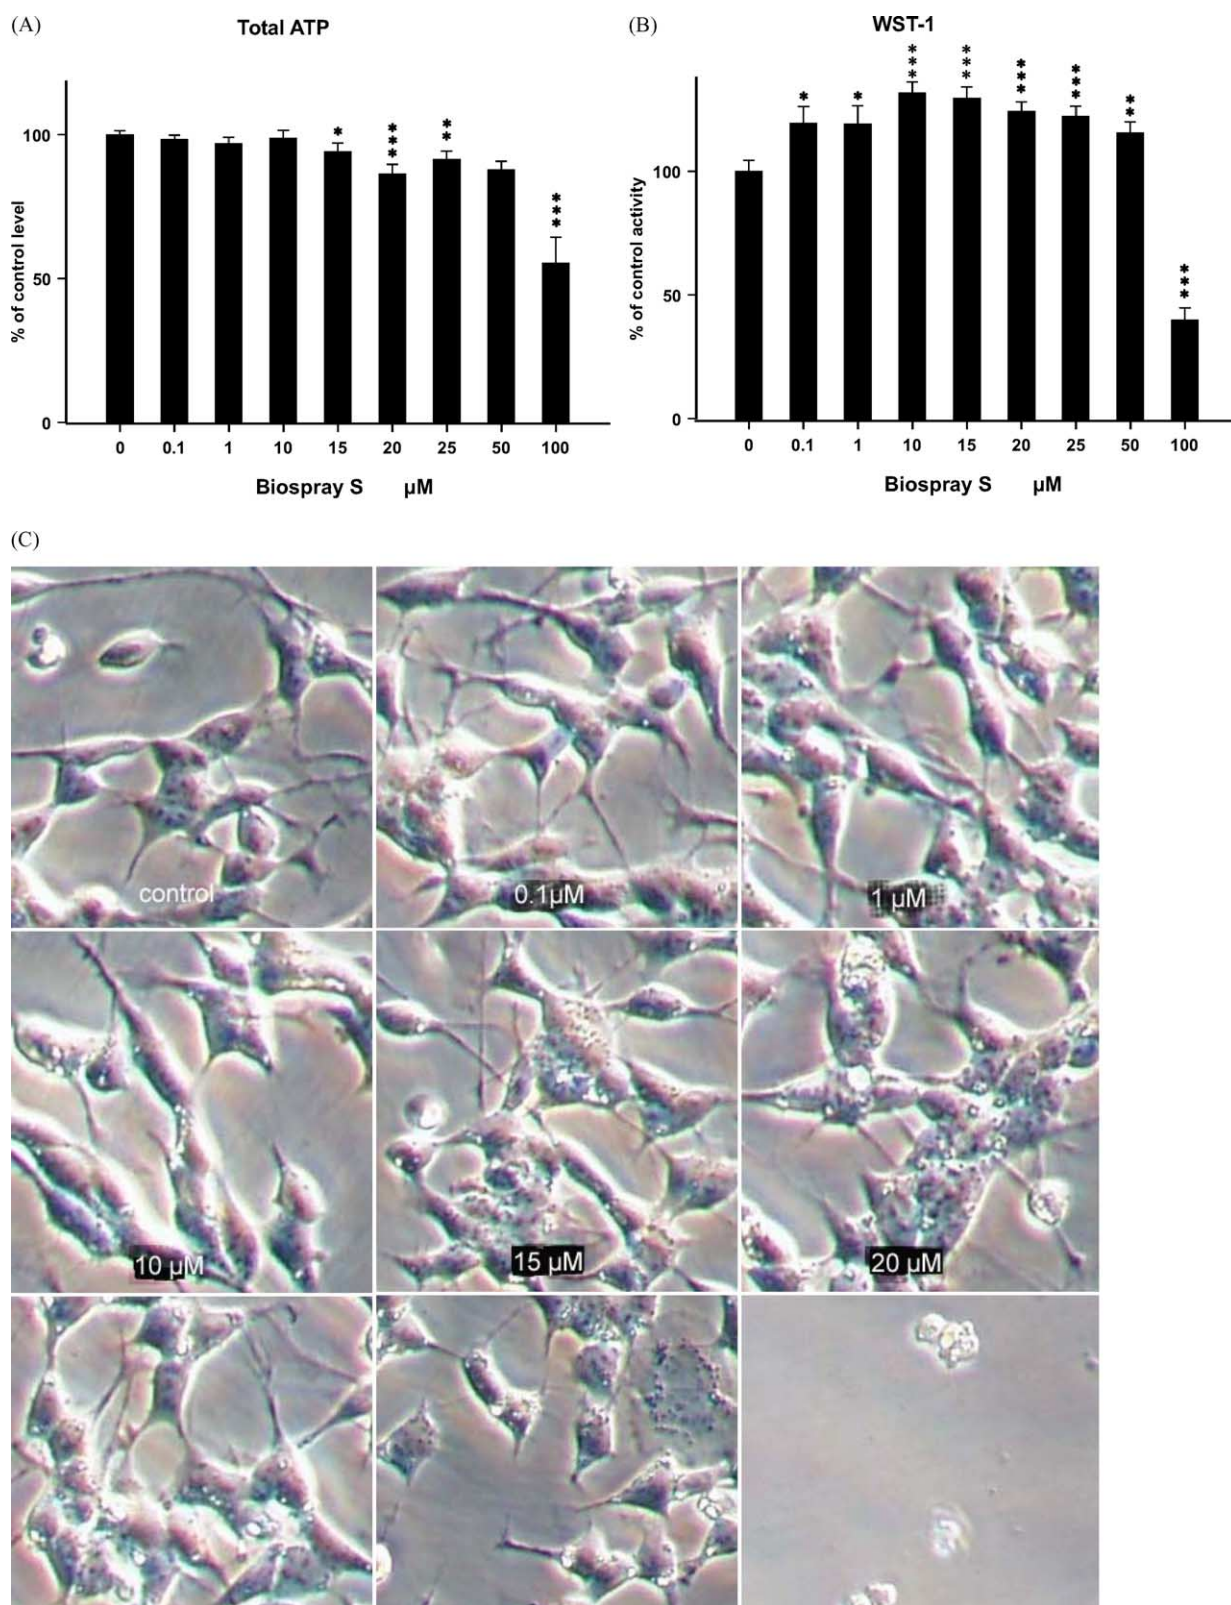 (A)
Total ATP
% of control level
100
50
0
*
***
**
***
0 0.1 1 10 15 20 25 50 100
Biospray S µM
(B)
WST-1
% of control activity
100
50
0
*
*
***
***
***
***
**
***
0 0.1 1 10 15 20 25 50 100
Biospray S µM
(C)
control
0.1µM
1 µM
10 µM
15 µM
20 µM